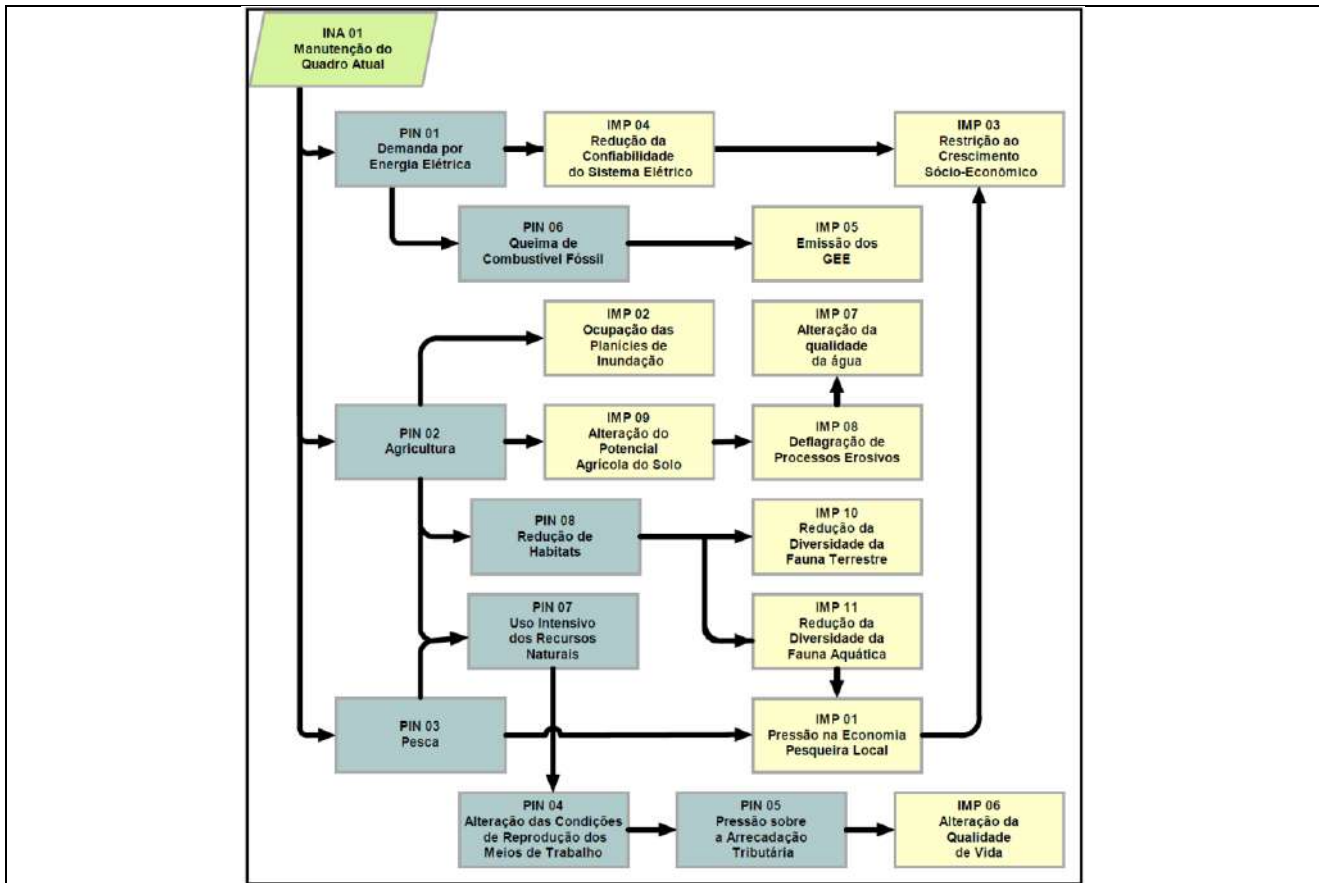 INA 01
Manutenção do
Quadro Atual
PIN 01
Demanda por
Energia Elétrica
IMP 04
Redução da
Confiabilidade
do Sistema Elétrico
IMP 03
Restrição ao
Crescimento
Sócio-Econômico
PIN 06
Queima de
Combustível Fóssil
IMP 05
Emissão dos
GEE
IMP 02
Ocupação das
Planícies de
Inundação
IMP 07
Alteração da
qualidade
da água
PIN 02
Agricultura
IMP 09
Alteração do
Potencial
Agrícola do Solo
IMP 08
Deflagração de
Processos Erosivos
PIN 08
Redução de
Habitats
IMP 10
Redução da
Diversidade da
Fauna Terrestre
PIN 07
Uso Intensivo
dos Recursos
Naturais
IMP 11
Redução da
Diversidade da
Fauna Aquática
PIN 03
Pesca
IMP 01
Pressão na Economia
Pesqueira Local
PIN 04
Alteração das Condições
de Reprodução dos
Meios de Trabalho
PIN 05
Pressão sobre
a Arrecadação
Tributária
IMP 06
Alteração da
Qualidade
de Vida